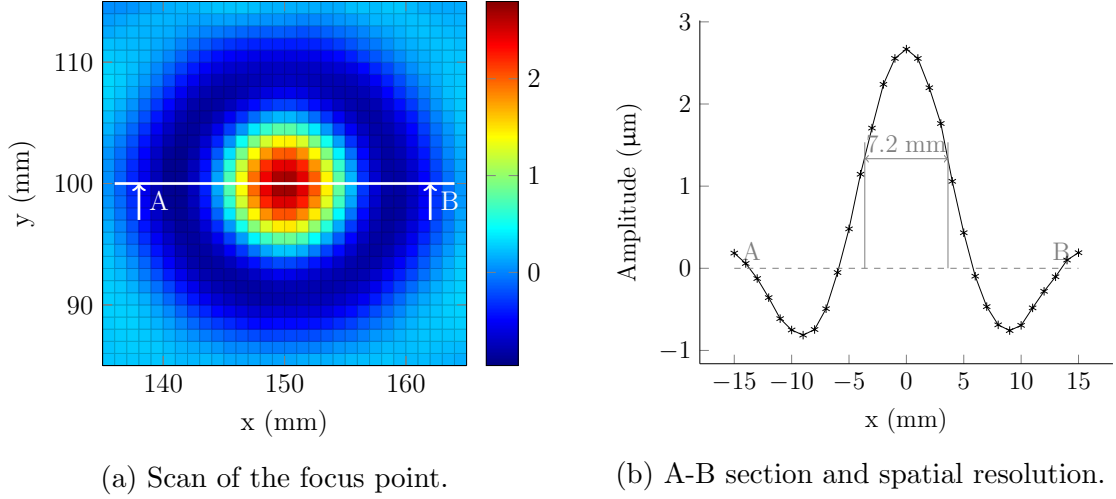 110
100
90
y (mm)
A
B
140
150
160
x (mm)
2
1
0
(a) Scan of the focus point.
3
2
1
0
−1
Amplitude (µm)
7.2 mm
A
B
−15
−10
−5
0
5
10
15
x (mm)
(b) A-B section and spatial resolution.